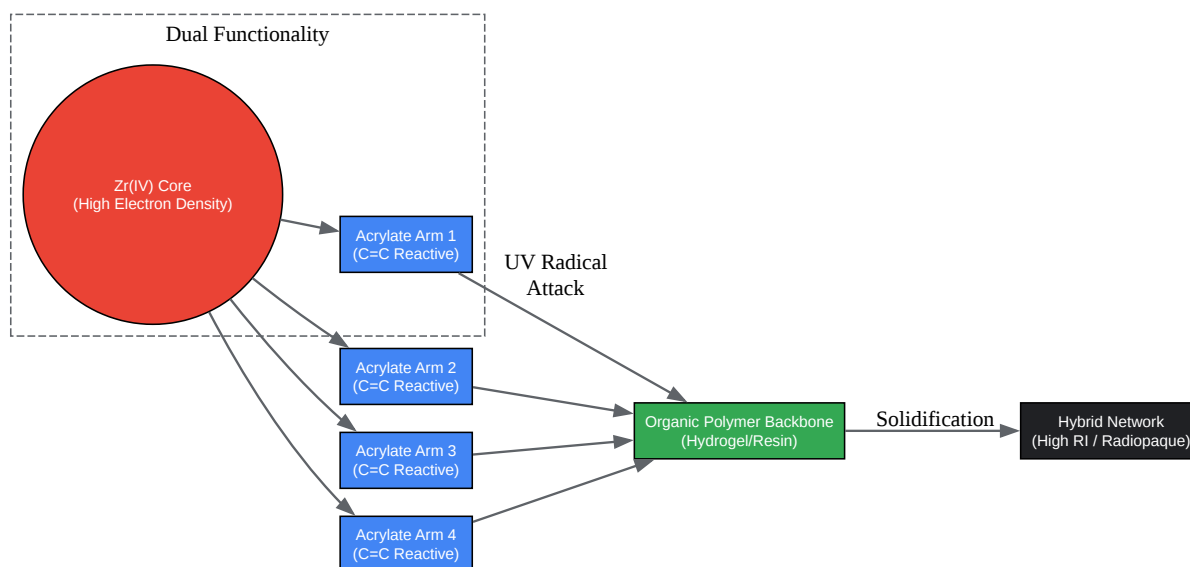 Dual Functionality
Zr(IV) Core
(High Electron Density)
Acrylate Arm 1
(C=C Reactive)
UV Radical
Attack
Acrylate Arm 2
(C=C Reactive)
Acrylate Arm 3
(C=C Reactive)
Acrylate Arm 4
(C=C Reactive)
Organic Polymer Backbone
(Hydrogel/Resin)
Solidification
Hybrid Network
(High RI / Radiopaque)